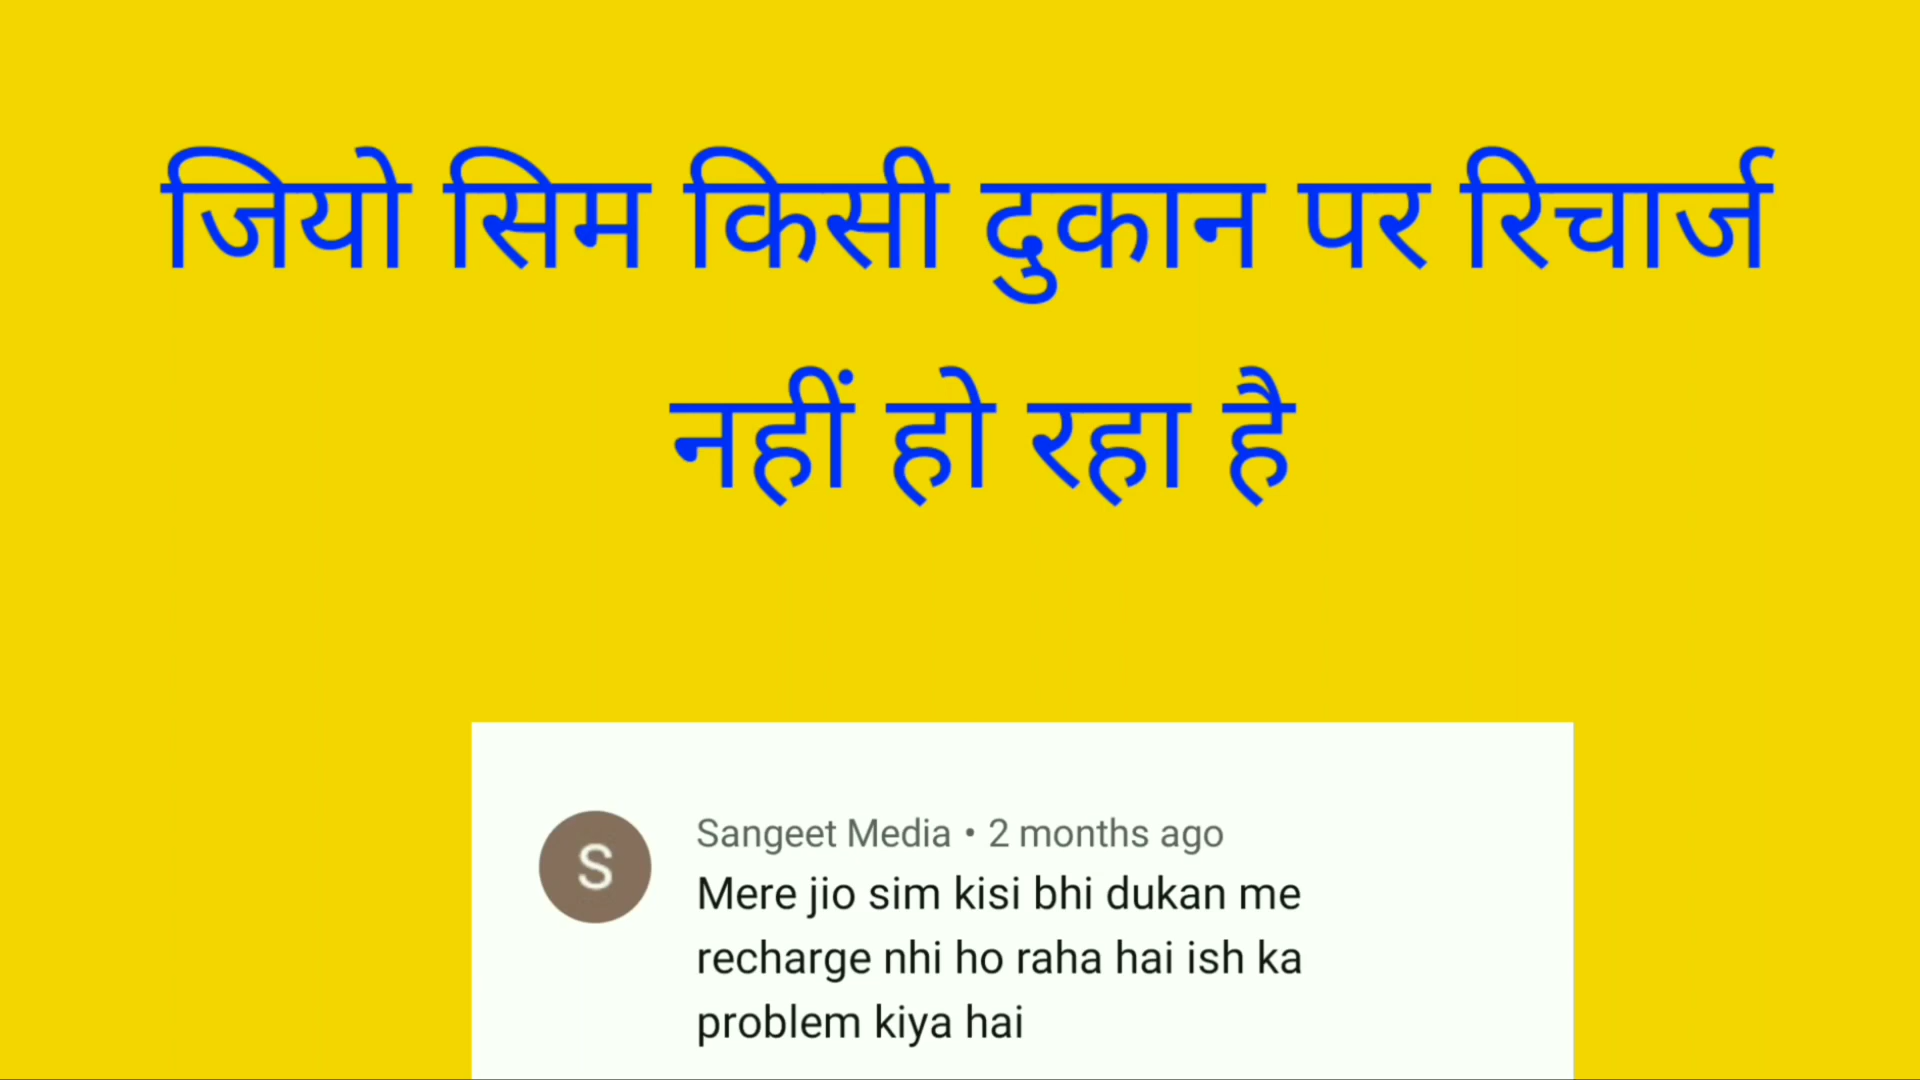 जियो सिम किसी दुकान पर रिचार्ज
नहीं हो रहा है
S
Sangeet Media • 2 months ago
Mere jio sim kisi bhi dukan me
recharge nhi ho raha hai ish ka
problem kiya hai